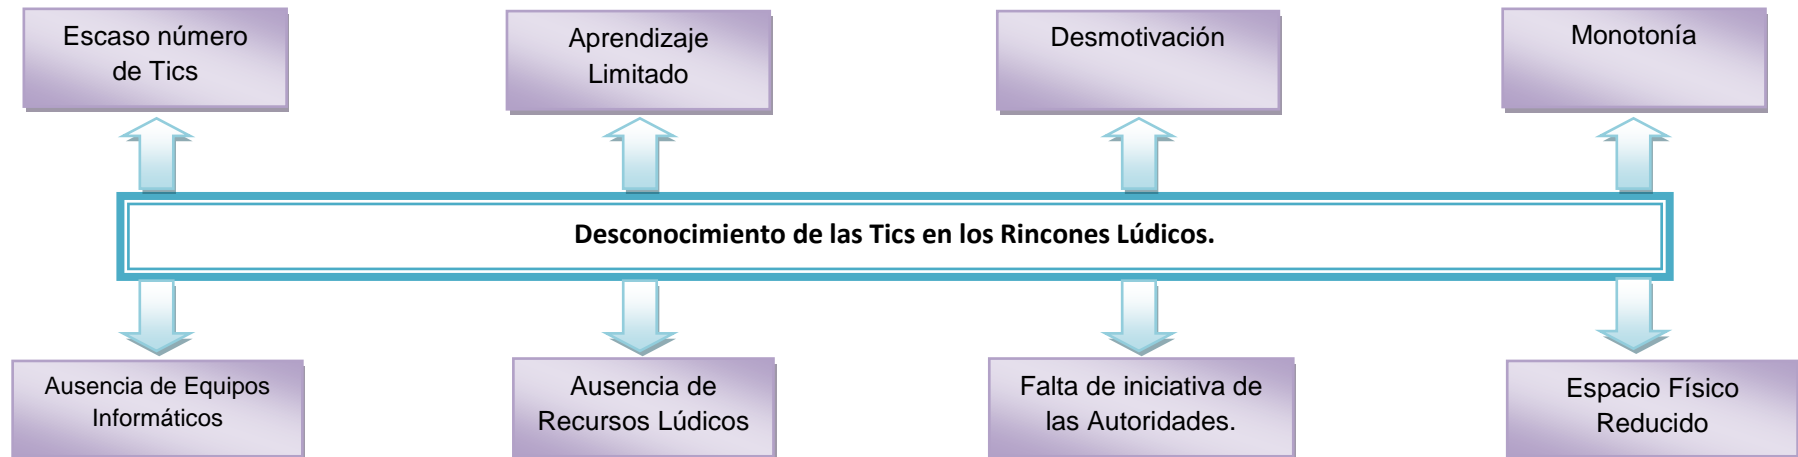 Escaso número
de Tics
Aprendizaje
Limitado
Desmotivación
Monotonía
Desconocimiento de las Tics en los Rincones Lúdicos.
Ausencia de Equipos
Informáticos
Ausencia de
Recursos Lúdicos
Falta de iniciativa de
las Autoridades.
Espacio Físico
Reducido